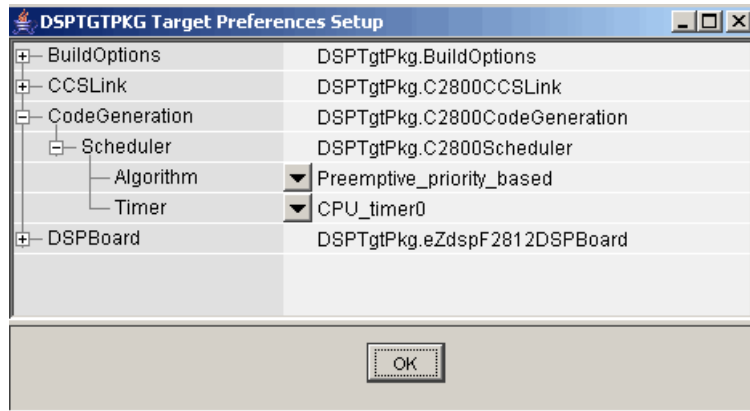 DSPTGTPKG Target Preferences Setup
BuildOptions DSPTgtPkg.BuildOptions
CCSLink DSPTgtPkg.C2800CCSLink
CodeGeneration DSPTgtPkg.C2800CodeGeneration
Scheduler DSPTgtPkg.C2800Scheduler
Algorithm Preemptive_priority_based
Timer CPU_timer0
DSPBoard DSPTgtPkg.eZdspF2812DSPBoard
OK